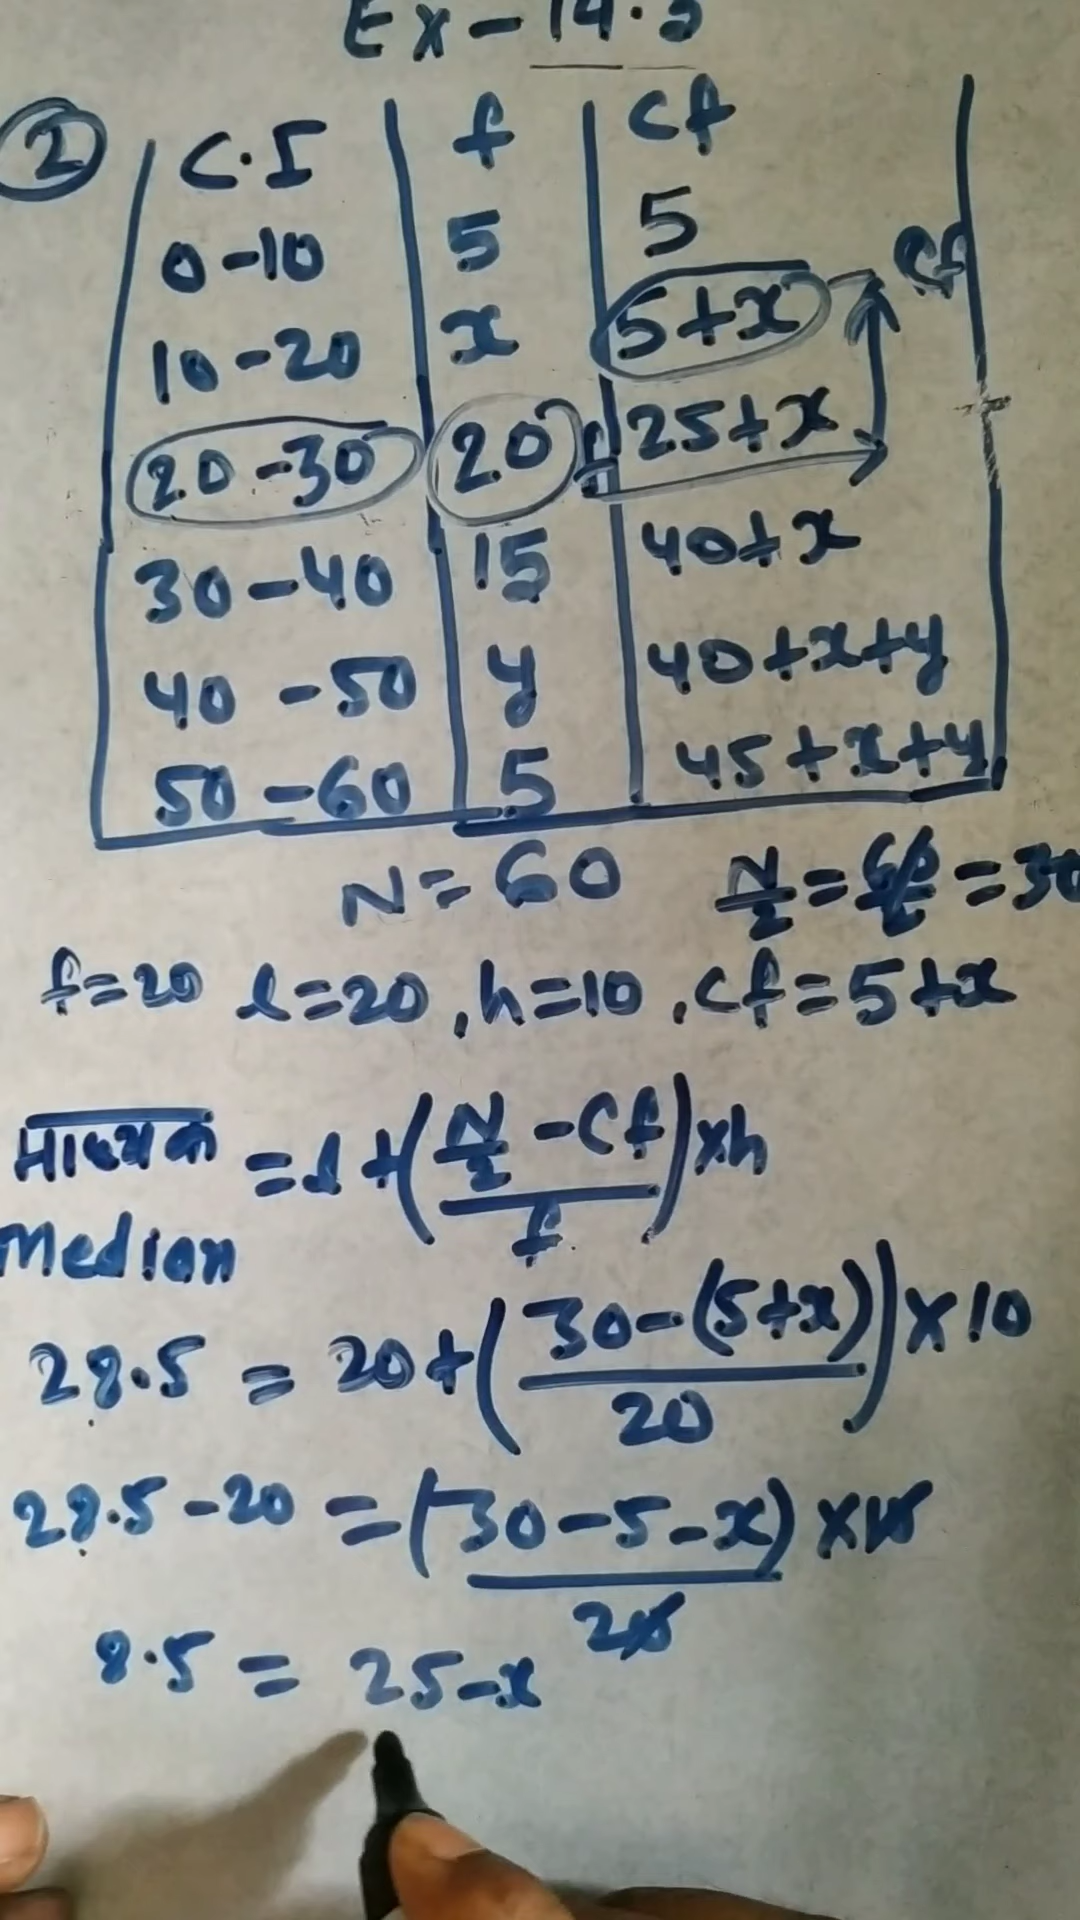 Ex-14.3
2 C.I f cf
0-10 5 5 cf
10-20 x 5+x
20-30 20 f 25+x
30-40 15 40+x
40-50 y 40+x+y
50-60 5 45+x+y
N=60 N/2=60/2=30
f=20 l=20, h=10, cf=5+x
माध्यक =l+(N/2-cf/f)×h
Median
28.5 = 20+(30-(5+x)/20)×10
28.5-20 = (30-5-x)/20 ×10
8.5 = 25-x